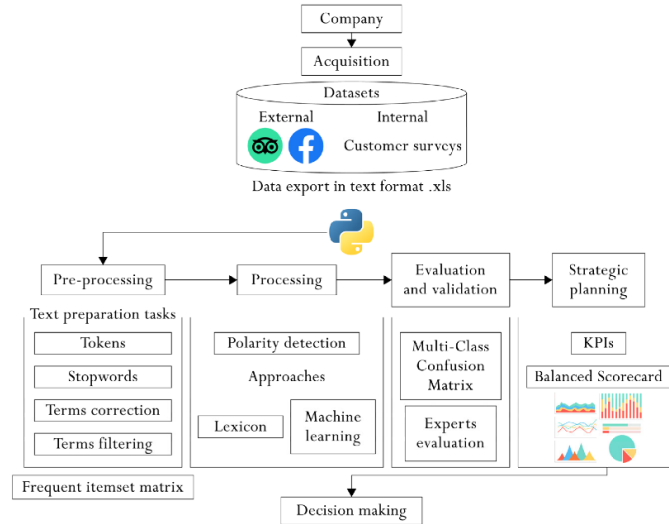 Company
Acquisition
Datasets
External
Internal
Customer surveys
Data export in text format .xls
Pre-processing
Processing
Evaluation
and validation
Strategic
planning
Text preparation tasks
Tokens
Stopwords
Terms correction
Terms filtering
Frequent itemset matrix
Polarity detection
Approaches
Lexicon
Machine
learning
Multi-Class
Confusion
Matrix
Experts
evaluation
KPIs
Balanced Scorecard
Decision making